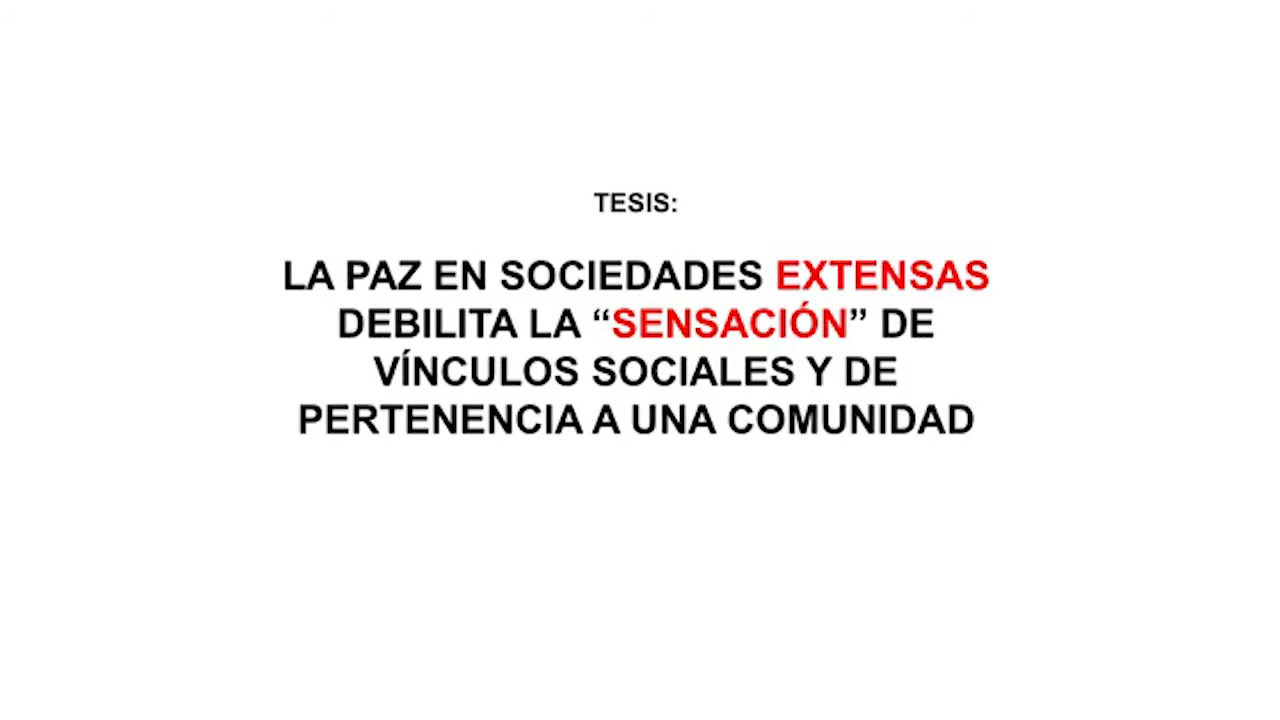 TESIS:
LA PAZ EN SOCIEDADES EXTENSAS
DEBILITA LA “SENSACIÓN” DE
VÍNCULOS SOCIALES Y DE
PERTENENCIA A UNA COMUNIDAD